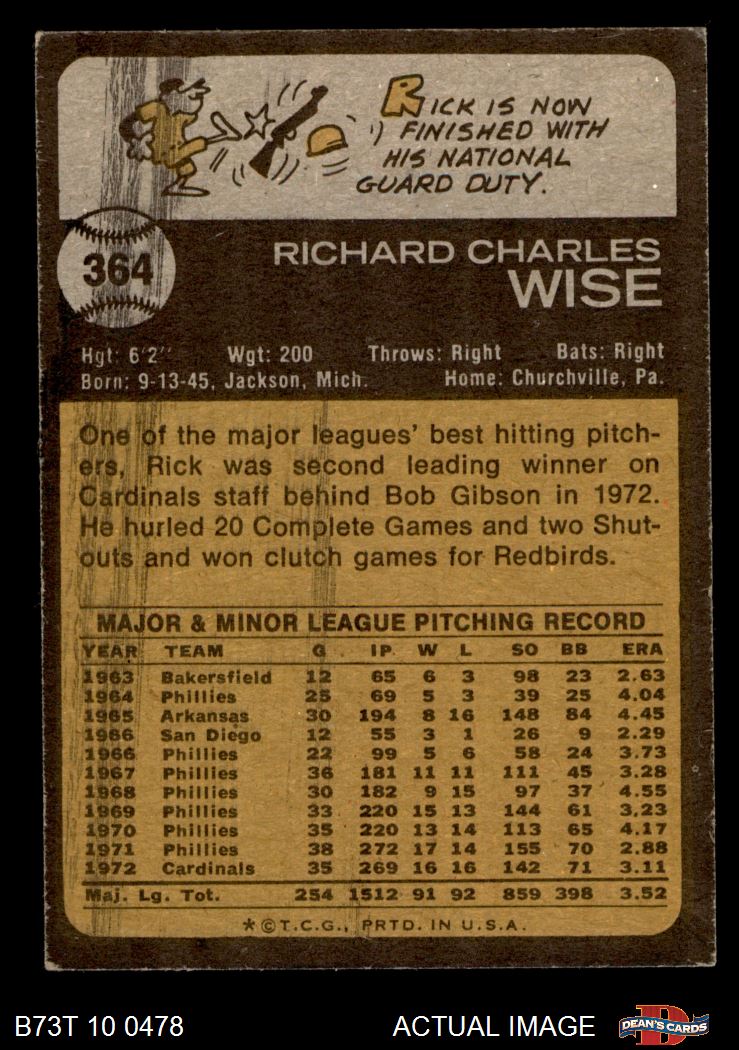 RICK IS NOW
FINISHED WITH
HIS NATIONAL
GUARD DUTY.
364
RICHARD CHARLES
WISE
Hgt: 6'2" Wgt: 200 Throws: Right Bats: Right
Born: 9-13-45, Jackson, Mich. Home: Churchville, Pa.
One of the major leagues' best hitting pitch-
ers, Rick was second leading winner on
Cardinals staff behind Bob Gibson in 1972.
He hurled 20 Complete Games and two Shut-
outs and won clutch games for Redbirds.
MAJOR & MINOR LEAGUE PITCHING RECORD
YEAR TEAM G IP W L SO BB ERA
1963 Bakersfield 12 65 6 3 98 23 2.63
1964 Phillies 25 69 5 3 39 25 4.04
1965 Arkansas 30 194 8 16 148 84 4.45
1966 San Diego 12 55 3 1 26 9 2.29
1966 Phillies 22 99 5 6 58 24 3.73
1967 Phillies 36 181 11 11 111 45 3.28
1968 Phillies 30 182 9 15 97 37 4.55
1969 Phillies 33 220 15 13 144 61 3.23
1970 Phillies 35 220 13 14 113 65 4.17
1971 Phillies 38 272 17 14 155 70 2.88
1972 Cardinals 35 269 16 16 142 71 3.11
Maj. Lg. Tot. 254 1512 91 92 859 398 3.52
*©T.C.G., PRTD. IN U.S.A.
B73T 10 0478 ACTUAL IMAGE D DEAN'S CARDS